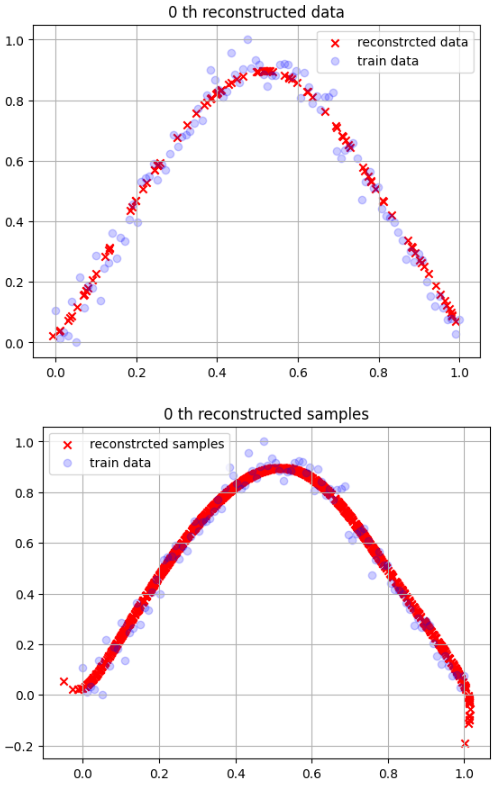 0 th reconstructed data
reconstrcted data
train data
1.0
0.8
0.6
0.4
0.2
0.0
0.0 0.2 0.4 0.6 0.8 1.0
0 th reconstructed samples
reconstrcted samples
train data
1.0
0.8
0.6
0.4
0.2
0.0
−0.2
0.0 0.2 0.4 0.6 0.8 1.0